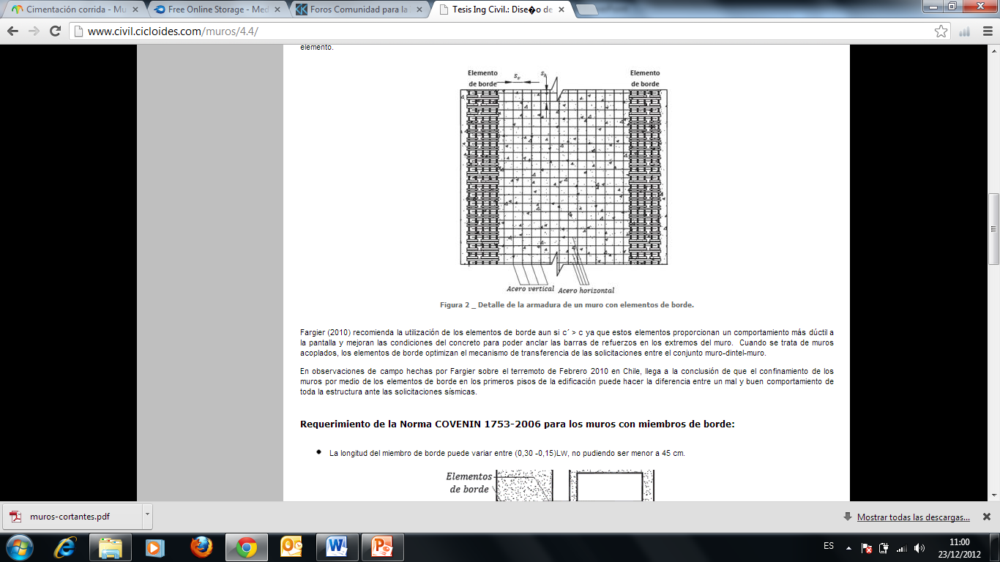 Cimentación corrida - Mu
Free Online Storage - Med
Foros Comunidad para la
Tesis Ing Civil.: Dise�o de
www.civil.cicloides.com/muros/4.4/
elemento.
Elemento
de borde
Sv
Sh
Elemento
de borde
Acero vertical
Acero horizontal
Figura 2 _ Detalle de la armadura de un muro con elementos de borde.
Fargier (2010) recomienda la utilización de los elementos de borde aun si c´ > c ya que estos elementos proporcionan un comportamiento más dúctil a
la pantalla y mejoran las condiciones del concreto para poder anclar las barras de refuerzos en los extremos del muro. Cuando se trata de muros
acoplados, los elementos de borde optimizan el mecanismo de transferencia de las solicitaciones entre el conjunto muro-dintel-muro.
En observaciones de campo hechas por Fargier sobre el terremoto de Febrero 2010 en Chile, llega a la conclusión de que el confinamiento de los
muros por medio de los elementos de borde en los primeros pisos de la edificación puede hacer la diferencia entre un mal y buen comportamiento de
toda la estructura ante las solicitaciones sísmicas.
Requerimiento de la Norma COVENIN 1753-2006 para los muros con miembros de borde:
La longitud del miembro de borde puede variar entre (0,30 -0,15)LW, no pudiendo ser menor a 45 cm.
Elementos
de borde
muros-cortantes.pdf
Mostrar todas las descargas...
ES
11:00
23/12/2012